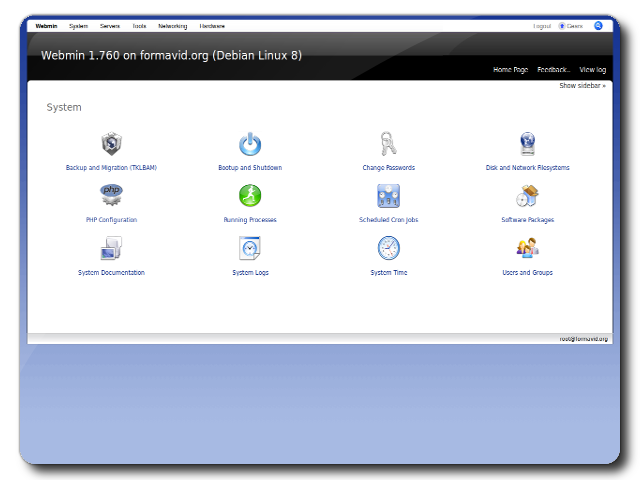 Webmin System Servers Tools Networking Hardware Logout Gears
Webmin 1.760 on formavid.org (Debian Linux 8)
Home Page Feedback.. View log
Show sidebar »
System
Backup and Migration (TKLBAM) Bootup and Shutdown Change Passwords Disk and Network Filesystems
php
PHP Configuration Running Processes Scheduled Cron Jobs Software Packages
System Documentation System Logs System Time Users and Groups
root@formavid.org